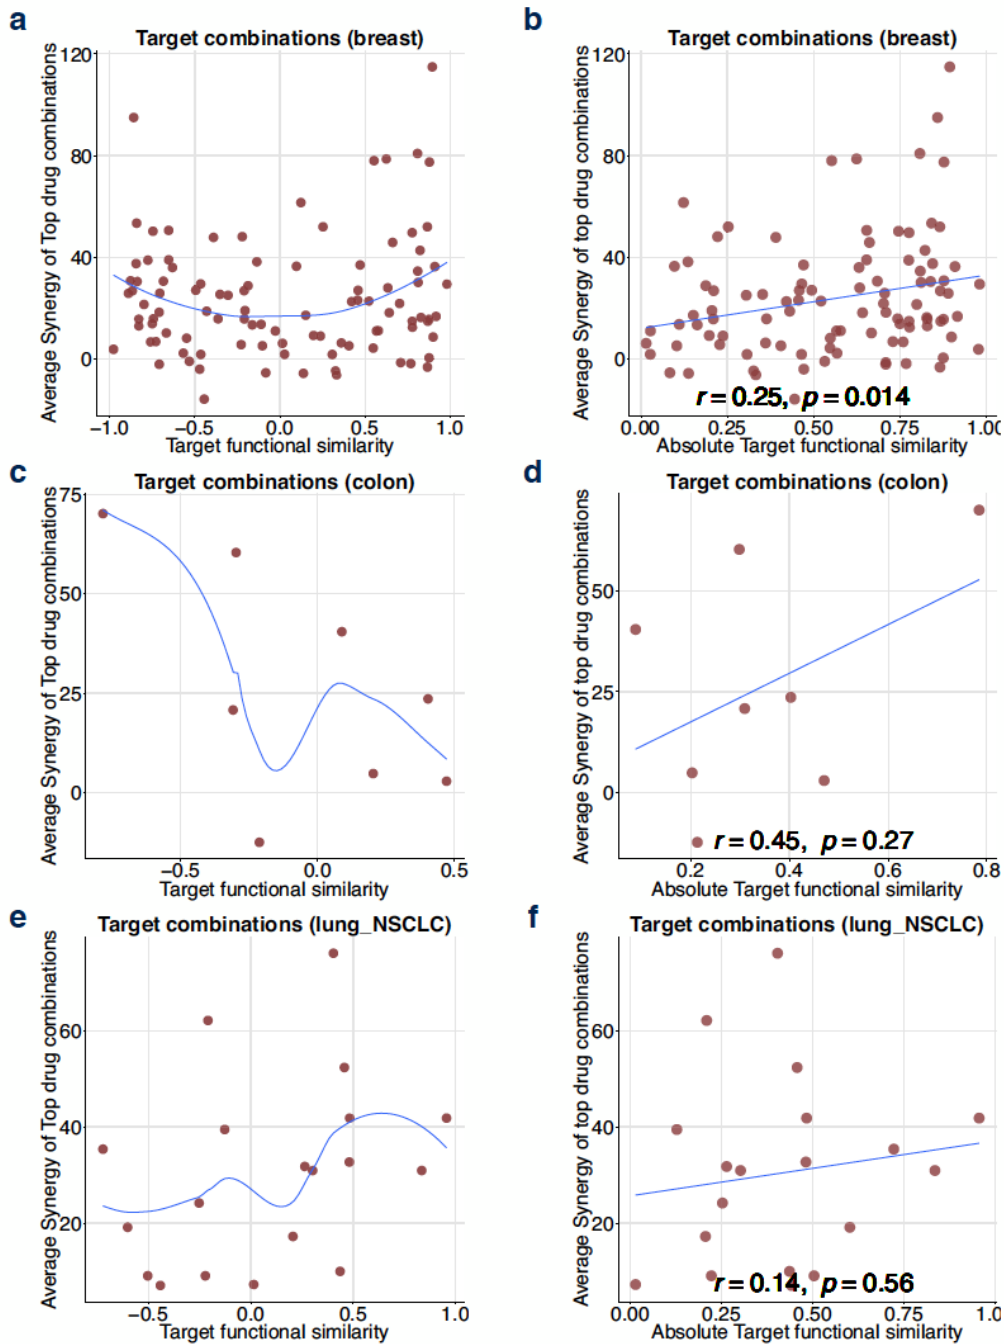 a
Target combinations (breast)
Average Synergy of Top drug combinations
120
80
40
0
−1.0 −0.5 0.0 0.5 1.0
Target functional similarity
b
Target combinations (breast)
Average Synergy of top drug combinations
120
80
40
0
r = 0.25, p = 0.014
0.00 0.25 0.50 0.75 1.00
Absolute Target functional similarity
c
Target combinations (colon)
Average Synergy of Top drug combinations
75
50
25
0
−0.5 0.0 0.5
Target functional similarity
d
Target combinations (colon)
Average Synergy of top drug combinations
50
25
0
r = 0.45, p = 0.27
0.2 0.4 0.6 0.8
Absolute Target functional similarity
e
Target combinations (lung_NSCLC)
Average Synergy of Top drug combinations
60
40
20
−0.5 0.0 0.5 1.0
Target functional similarity
f
Target combinations (lung_NSCLC)
Average Synergy of top drug combinations
60
40
20
r = 0.14, p = 0.56
0.00 0.25 0.50 0.75 1.0
Absolute Target functional similarity